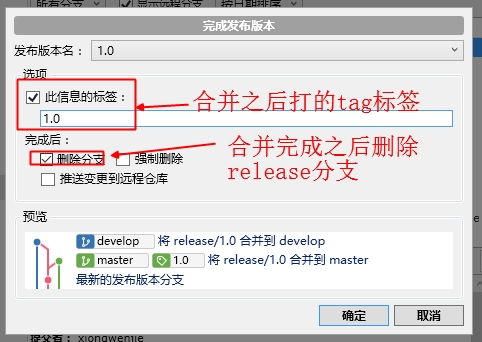 所有分支 显示远程分支 按日期排序
完成发布版本
发布版本名： 1.0
选项
此信息的标签：
1.0
合并之后打的tag标签
完成后：
删除分支 强制删除
合并完成之后删除
release分支
推送变更到远程仓库
预览
develop 将 release/1.0 合并到 develop
master 1.0 将 release/1.0 合并到 master
最新的发布版本分支
确定 取消
提交者： xiongwenjie